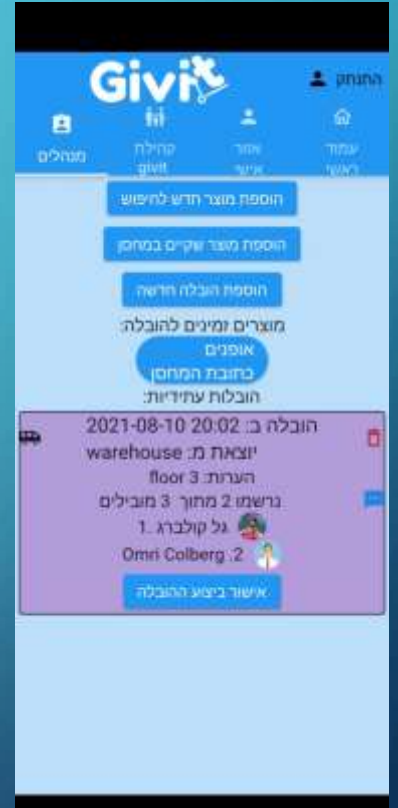 Givit
התנתק
עמוד ראשי
אזור אישי
קהילת givit
מנהלים
הוספת מוצר חדש לחיפוש
הוספת מוצר שקיים במחסן
הוספת הובלה חדשה
מוצרים זמינים להובלה:
אופנים
כתובת המחסן
הובלות עתידיות:
הובלה ב: 2021-08-10 20:02
יוצאת מ: warehouse
הערות: floor 3
נרשמו 2 מתוך 3 מובילים
1. גל קולברג
2. Omri Colberg
אישור ביצוע ההובלה